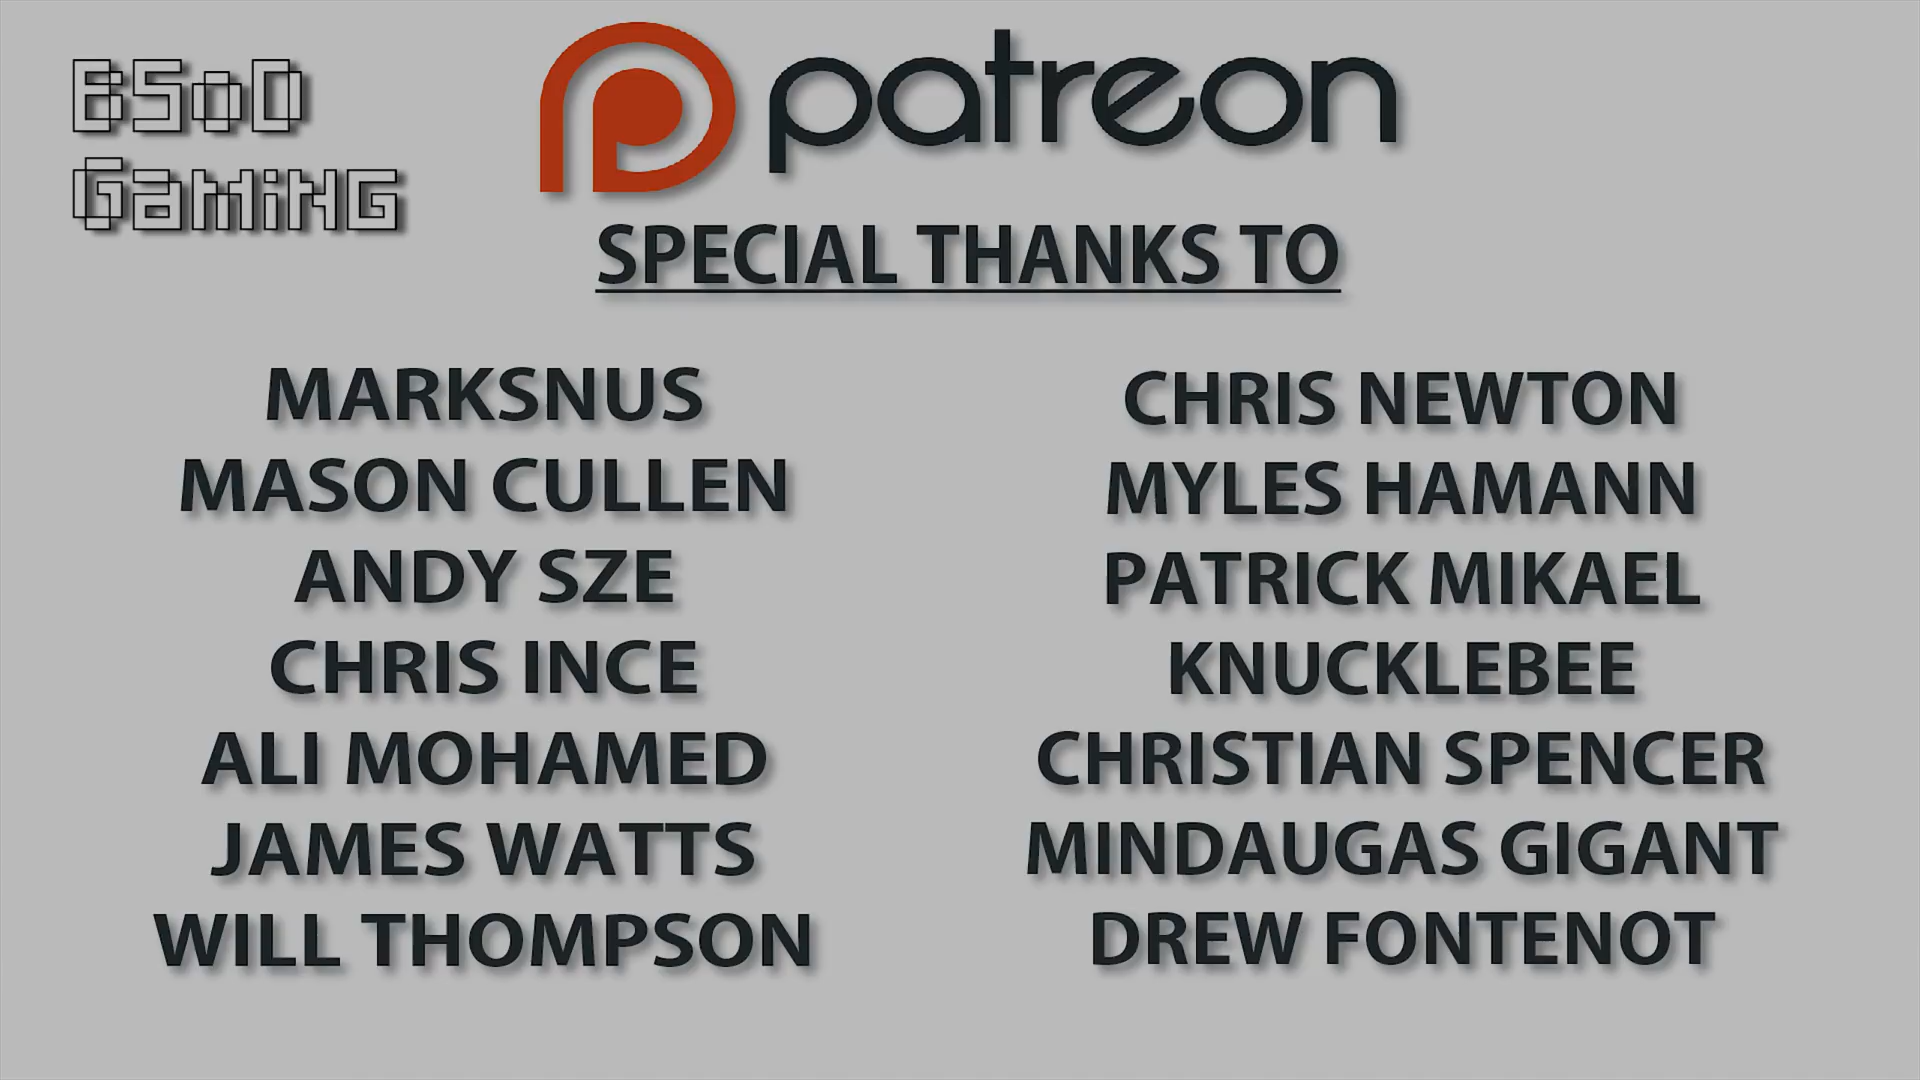 BSoD
GaMiNG
patreon
SPECIAL THANKS TO
MARKSNUS
MASON CULLEN
ANDY SZE
CHRIS INCE
ALI MOHAMED
JAMES WATTS
WILL THOMPSON
CHRIS NEWTON
MYLES HAMANN
PATRICK MIKAEL
KNUCKLEBEE
CHRISTIAN SPENCER
MINDAUGAS GIGANT
DREW FONTENOT